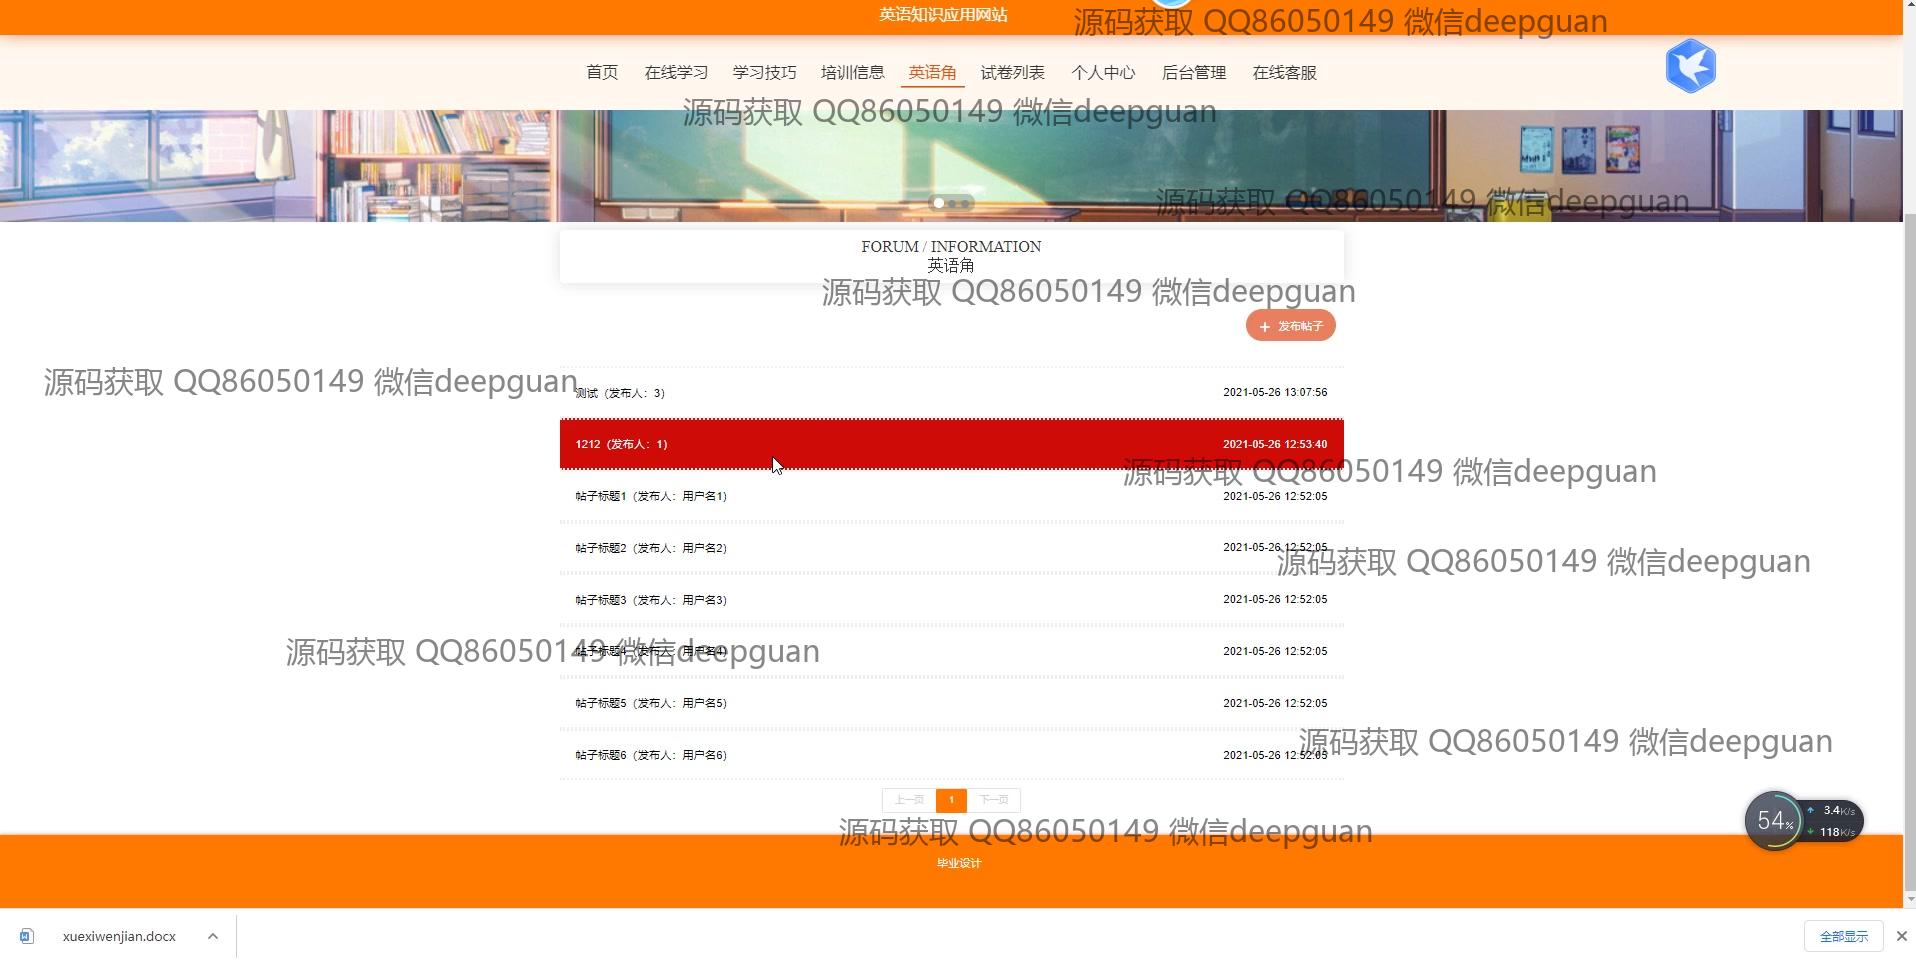 英语知识应用网站
源码获取 QQ86050149 微信deepguan
首页 在线学习 学习技巧 培训信息 英语角 试卷列表 个人中心 后台管理 在线客服
源码获取 QQ86050149 微信deepguan
源码获取 QQ86050149 微信deepguan
FORUM / INFORMATION
英语角
源码获取 QQ86050149 微信deepguan
+ 发布帖子
源码获取 QQ86050149 微信deepguan
测试（发布人：3） 2021-05-26 13:07:56
1212（发布人：1） 2021-05-26 12:53:40
源码获取 QQ86050149 微信deepguan
帖子标题1（发布人：用户名1） 2021-05-26 12:52:05
帖子标题2（发布人：用户名2） 2021-05-26 12:52:05
源码获取 QQ86050149 微信deepguan
帖子标题3（发布人：用户名3） 2021-05-26 12:52:05
帖子标题4（发布人：用户名4） 2021-05-26 12:52:05
源码获取 QQ86050149 微信deepguan
帖子标题5（发布人：用户名5） 2021-05-26 12:52:05
源码获取 QQ86050149 微信deepguan
帖子标题6（发布人：用户名6） 2021-05-26 12:52:05
上一页 1 下一页
54% 3.4K/s
118K/s
源码获取 QQ86050149 微信deepguan
毕业设计
xuexiwenjian.docx 全部显示